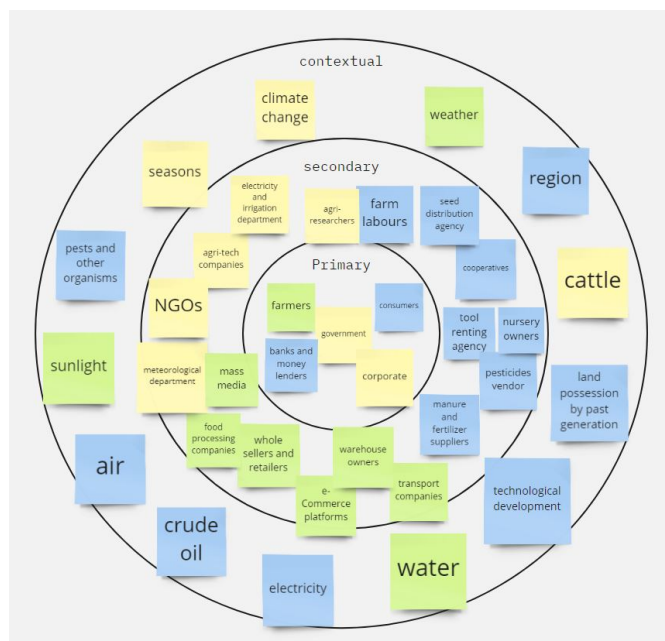 contextual
climate
change
weather
seasons
secondary
region
electricity
and
irrigation
department
agri-
researchers
farm
labours
seed
distribution
agency
pests and
other
organisms
agri-tech
companies
cooperatives
Primary
cattle
NGOs
farmers
consumers
government
tool
renting
agency
nursery
owners
sunlight
meteorological
department
mass
media
banks and
money
lenders
corporate
pesticides
vendor
land
possession
by past
generation
manure
and
fertilizer
suppliers
food
processing
companies
whole
sellers and
retailers
warehouse
owners
air
e-
Commerce
platforms
transport
companies
technological
development
crude
oil
electricity
water